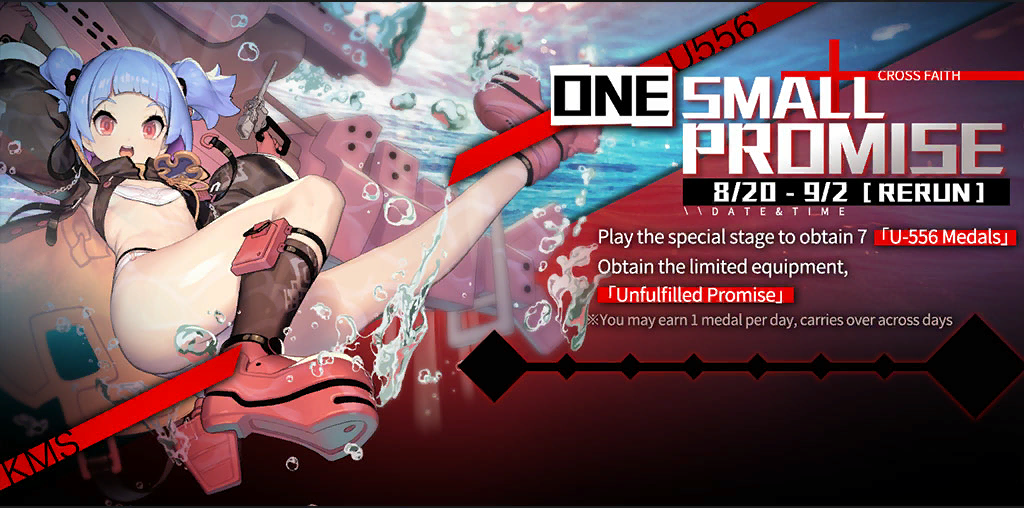 U556
CROSS FAITH
ONE SMALL
PROMISE
8/20 - 9/2 [ RERUN ]
\\DATE&TIME
Play the special stage to obtain 7 「U-556 Medals」
Obtain the limited equipment,
「Unfulfilled Promise」
※You may earn 1 medal per day, carries over across days
KMS